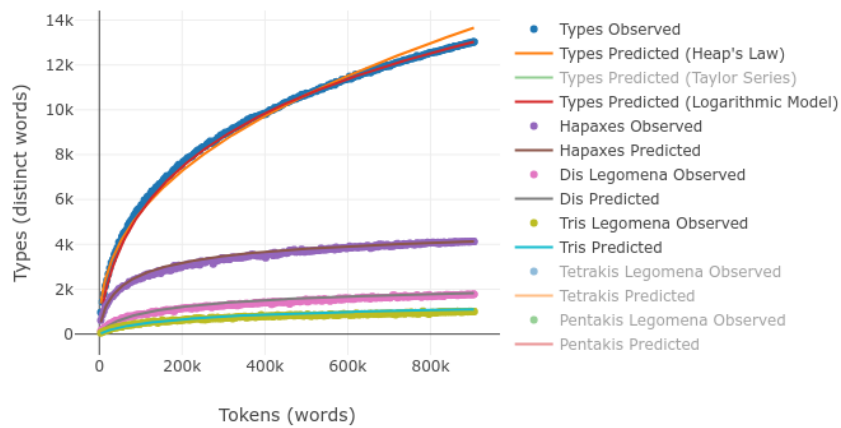 14k
12k
10k
8k
6k
4k
2k
0
0
200k
400k
600k
800k
Types (distinct words)
Tokens (words)
Types Observed
Types Predicted (Heap's Law)
Types Predicted (Taylor Series)
Types Predicted (Logarithmic Model)
Hapaxes Observed
Hapaxes Predicted
Dis Legomena Observed
Dis Predicted
Tris Legomena Observed
Tris Predicted
Tetrakis Legomena Observed
Tetrakis Predicted
Pentakis Legomena Observed
Pentakis Predicted